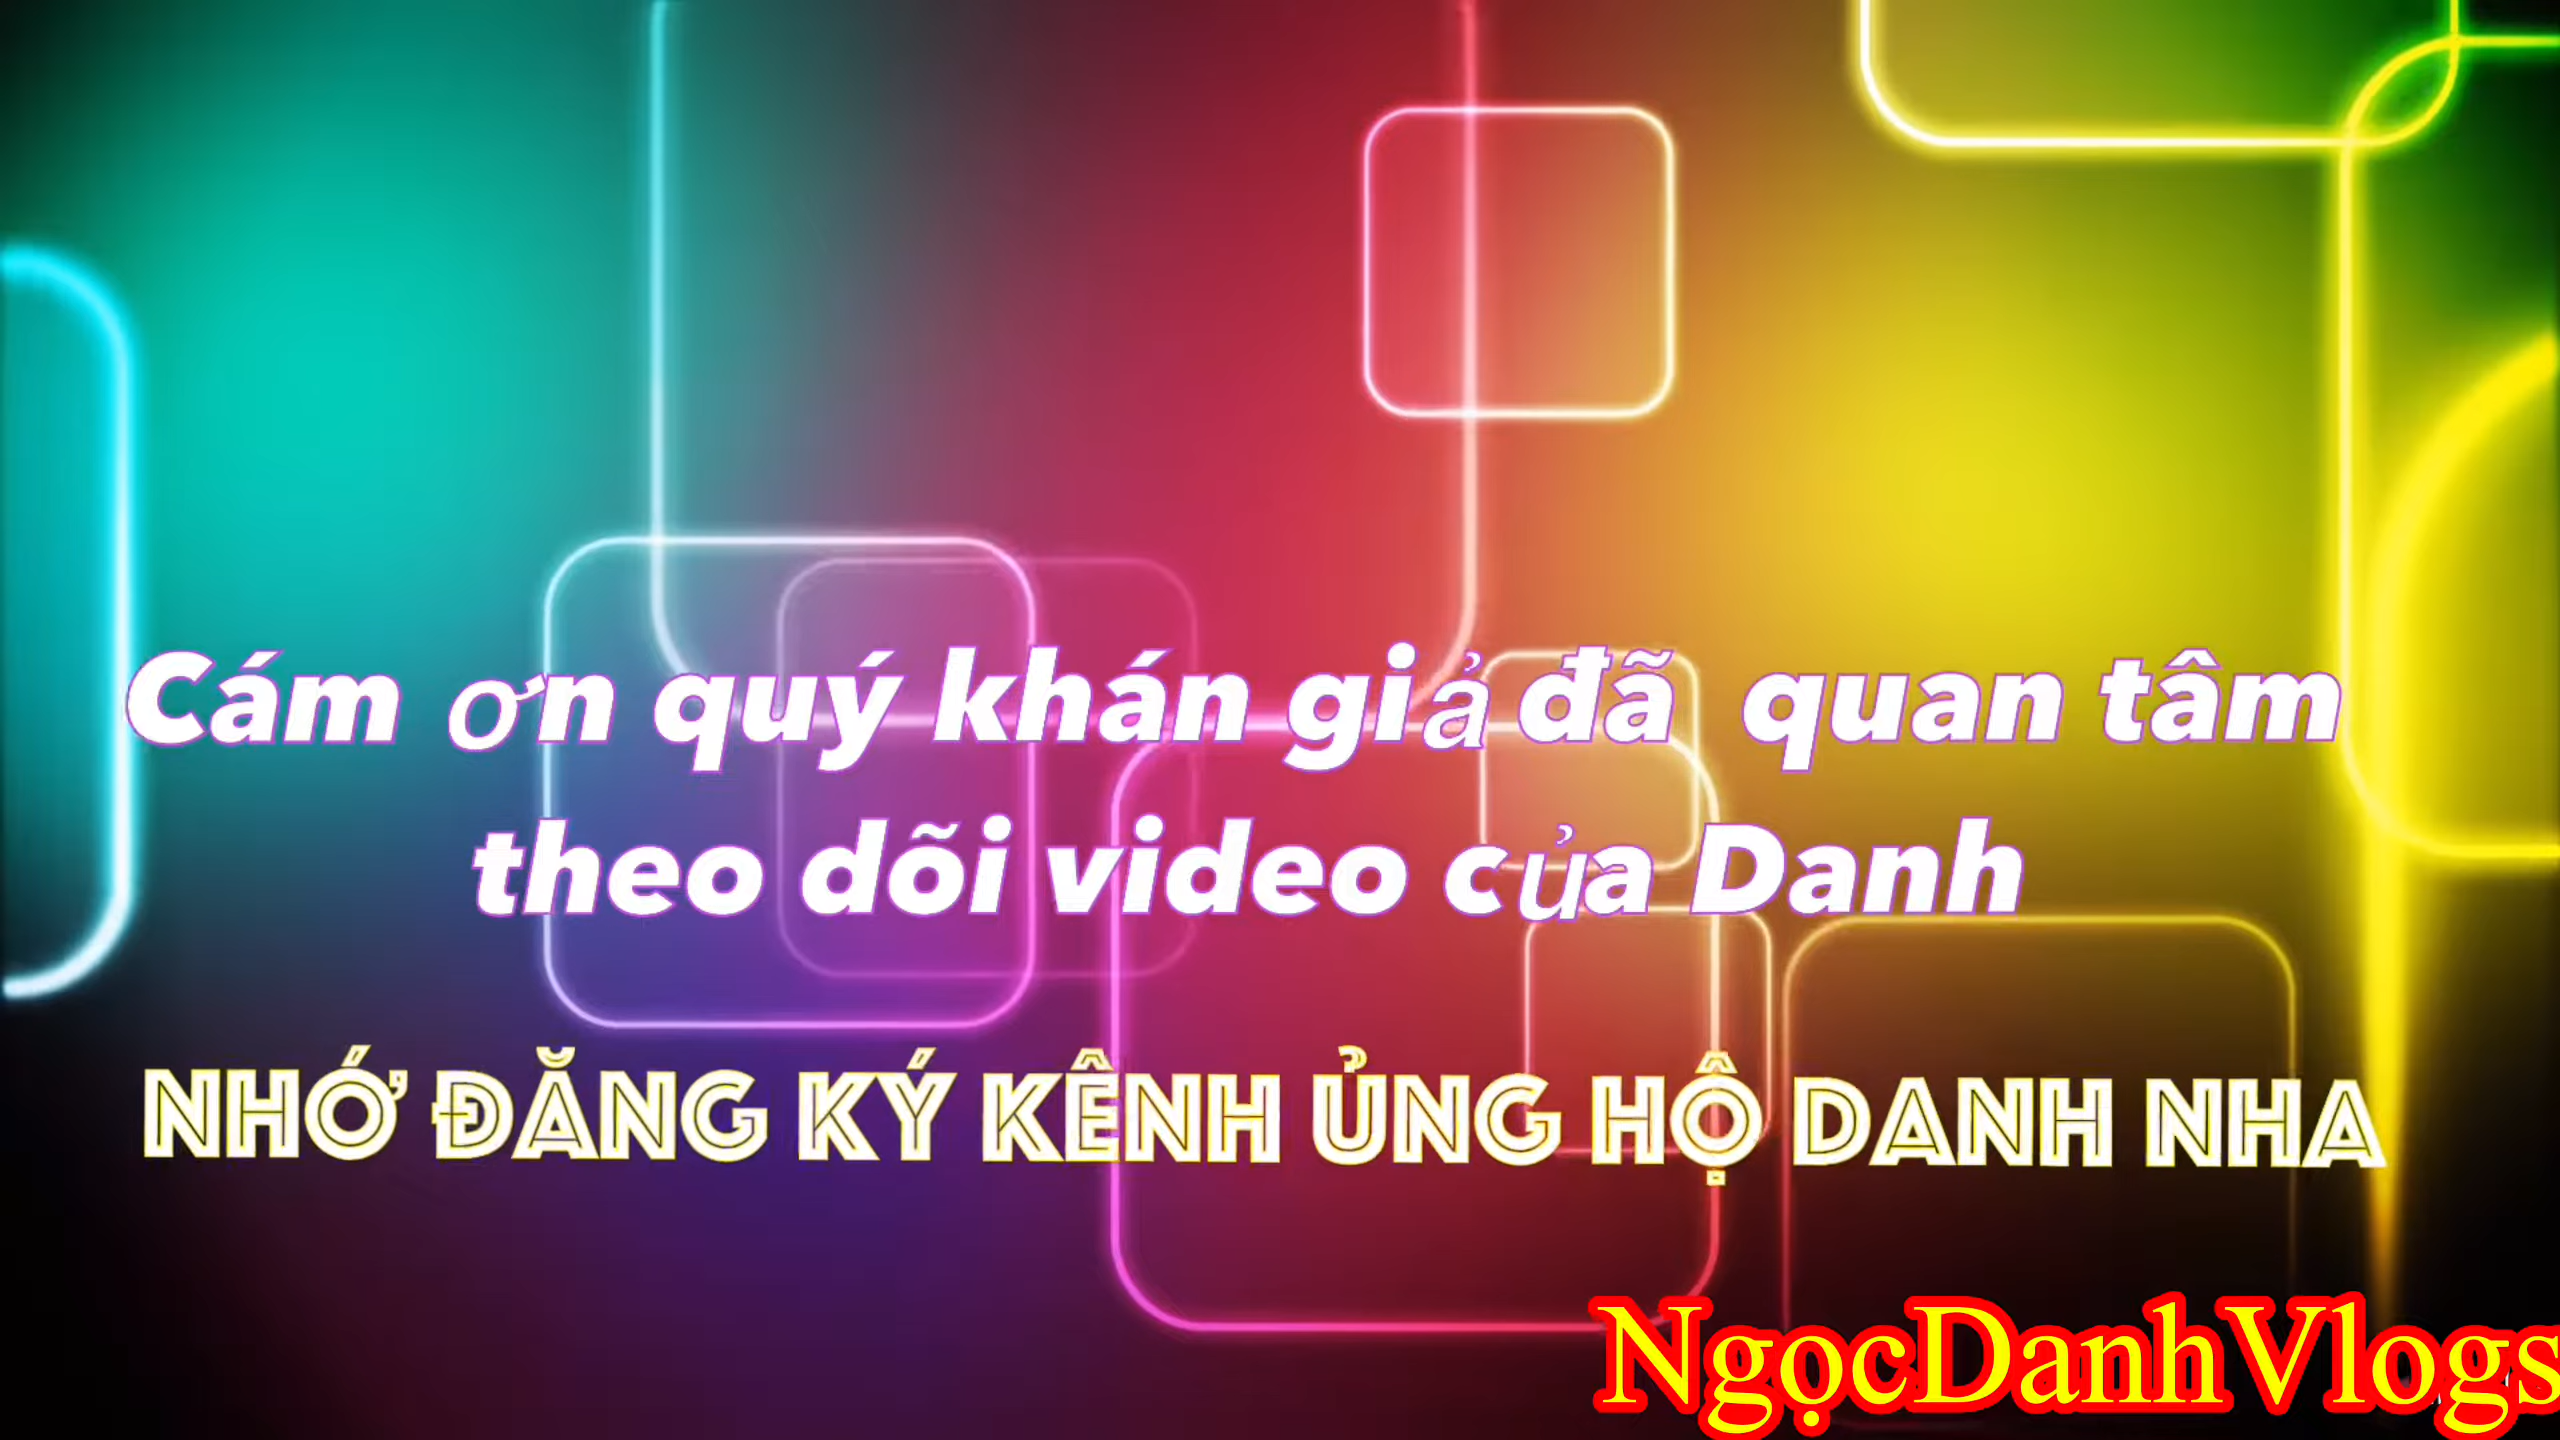 Cám ơn quý khán giả đã quan tâm
theo dõi video của Danh
NHỚ ĐĂNG KÝ KÊNH ỦNG HỘ DANH NHA
NgọcDanhVlogs